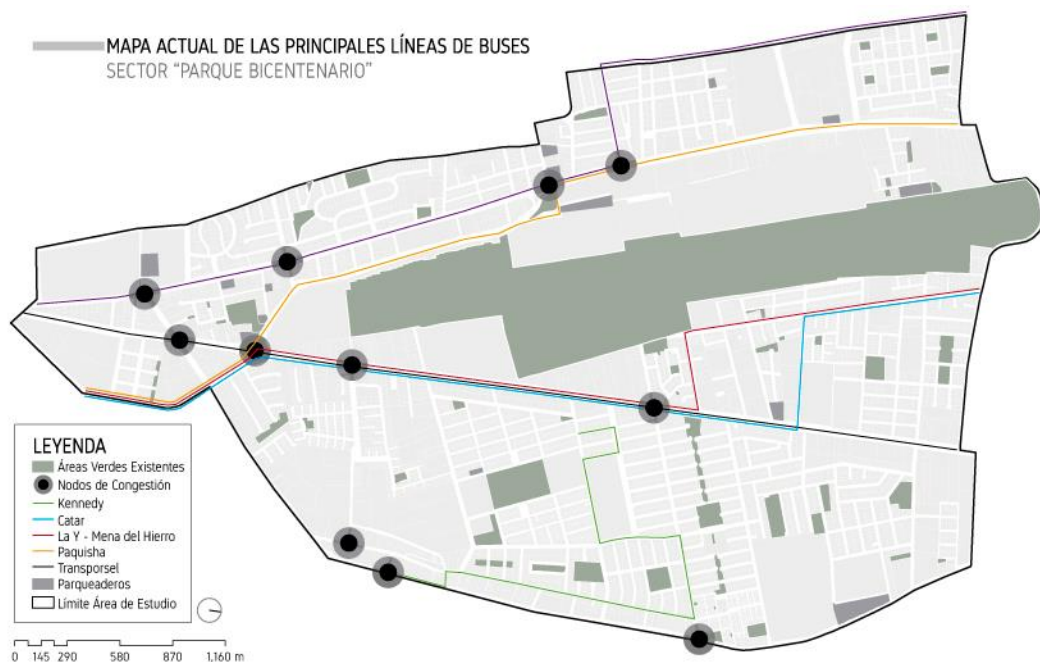 MAPA ACTUAL DE LAS PRINCIPALES LÍNEAS DE BUSES
SECTOR “PARQUE BICENTENARIO”
LEYENDA
Áreas Verdes Existentes
Nodos de Congestión
Kennedy
Catar
La Y - Mena del Hierro
Paquisha
Transporsel
Parqueaderos
Límite Área de Estudio
0 145 290 580 870 1,160 m